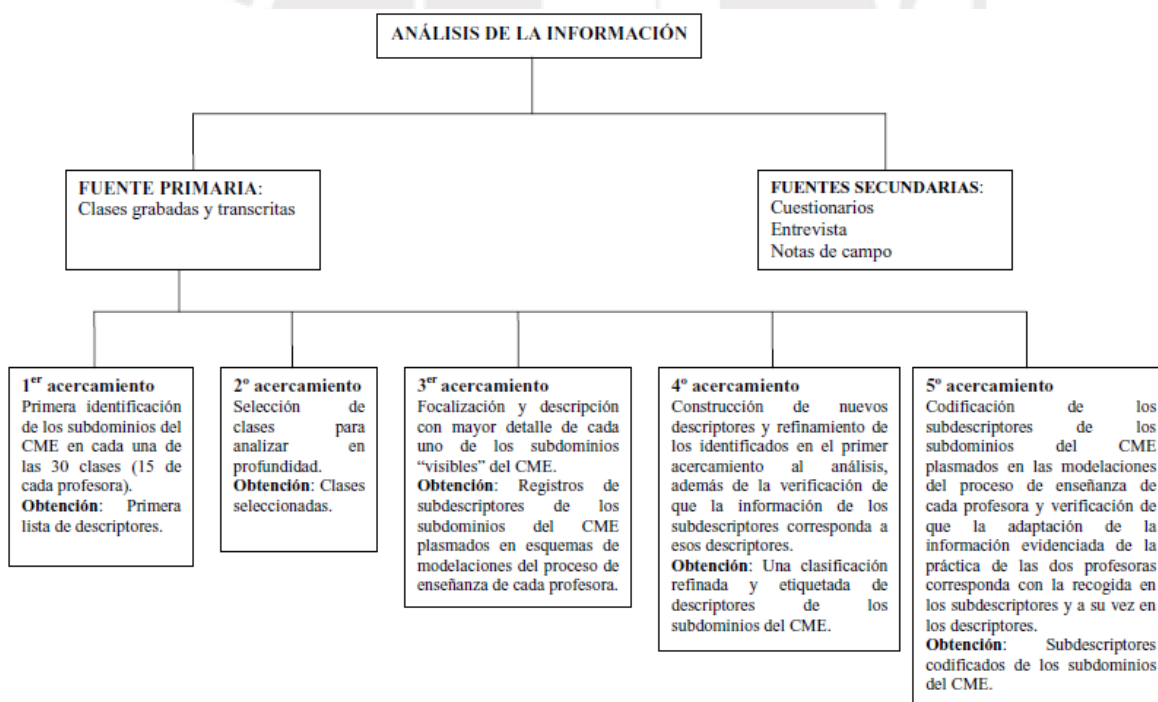 ANÁLISIS DE LA INFORMACIÓN
FUENTE PRIMARIA:
Clases grabadas y transcritas
FUENTES SECUNDARIAS:
Cuestionarios
Entrevista
Notas de campo
1er acercamiento
Primera identificación
de los subdominios del
CME en cada una de
las 30 clases (15 de
cada profesora).
Obtención: Primera
lista de descriptores.
2º acercamiento
Selección de
clases para
analizar en
profundidad.
Obtención: Clases
seleccionadas.
3er acercamiento
Focalización y descripción
con mayor detalle de cada
uno de los subdominios
“visibles” del CME.
Obtención: Registros de
subdescriptores de los
subdominios del CME
plasmados en esquemas de
modelaciones del proceso de
enseñanza de cada profesora.
4º acercamiento
Construcción de nuevos
descriptores y refinamiento de
los identificados en el primer
acercamiento al análisis,
además de la verificación de
que la información de los
subdescriptores corresponda a
esos descriptores.
Obtención: Una clasificación
refinada y etiquetada de
descriptores de los
subdominios del CME.
5º acercamiento
Codificación de los
subdescriptores de los
subdominios del CME
plasmados en las modelaciones
del proceso de enseñanza de
cada profesora y verificación de
que la adaptación de la
información evidenciada de la
práctica de las dos profesoras
corresponda con la recogida en
los subdescriptores y a su vez en
los descriptores.
Obtención: Subdescriptores
codificados de los subdominios
del CME.